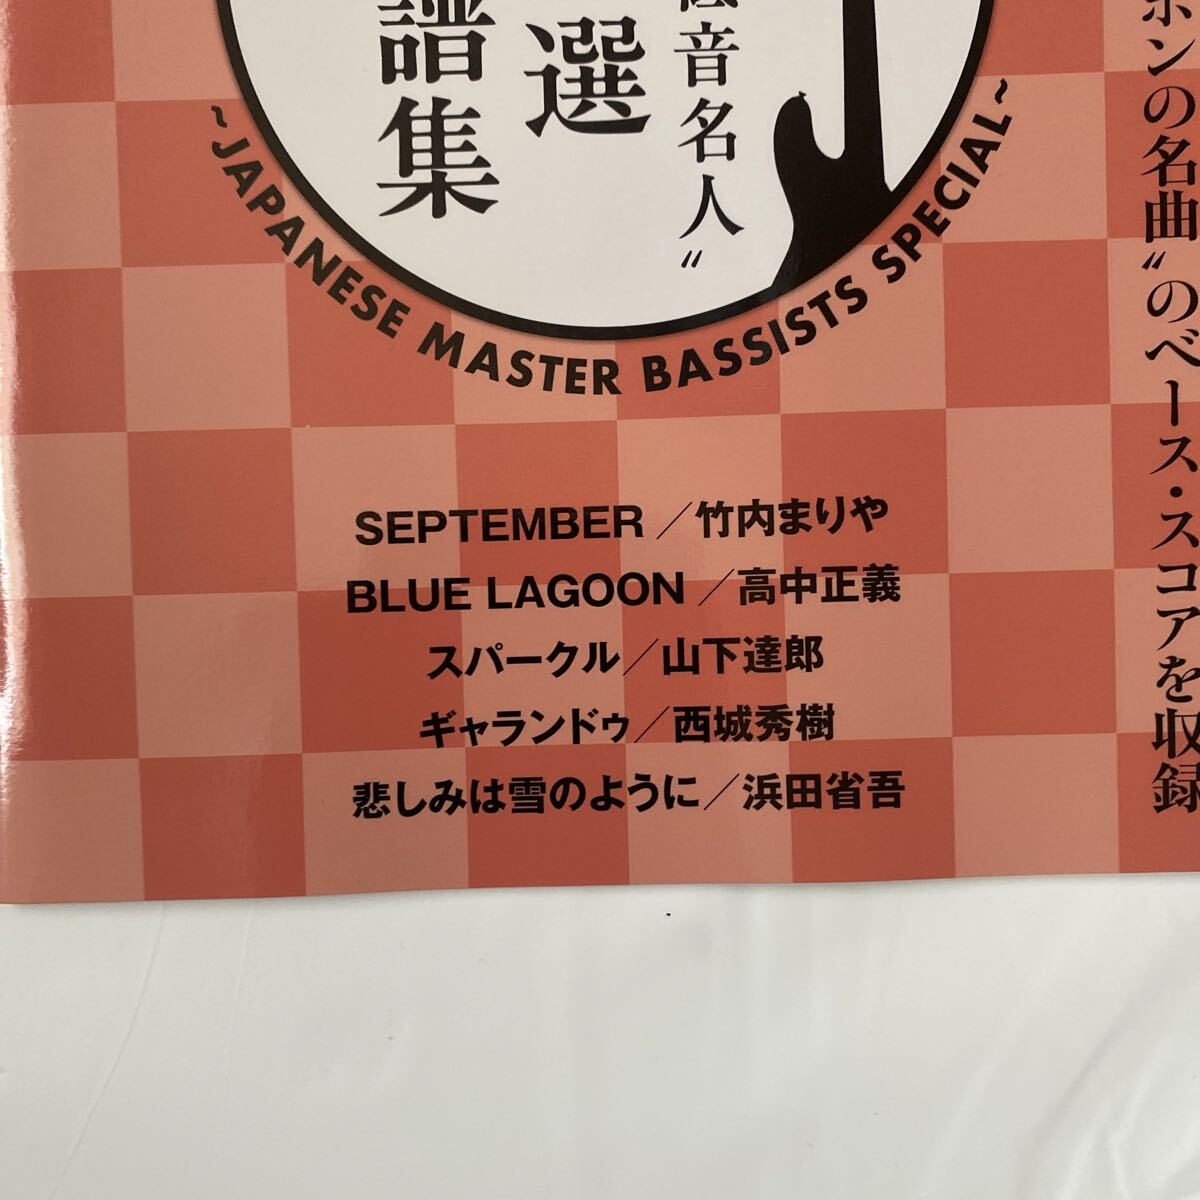 ホンの名曲〟のベース・スコアを収録
音名人〟
選
譜集
~JAPANESE MASTER BASSISTS SPECIAL~
SEPTEMBER／竹内まりや
BLUE LAGOON／高中正義
スパークル／山下達郎
ギャランドゥ／西城秀樹
悲しみは雪のように／浜田省吾